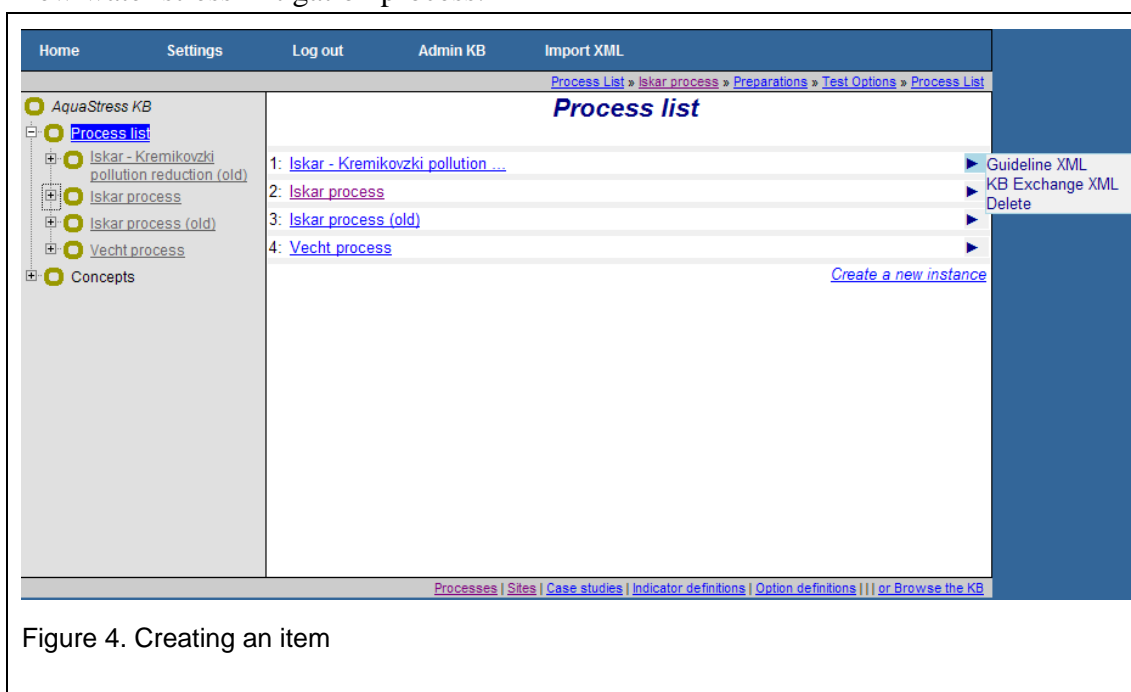 Home Settings Log out Admin KB Import XML
Process List » Iskar process » Preparations » Test Options » Process List
AquaStress KB
Process list
Iskar - Kremikovzki
pollution reduction (old)
Iskar process
Iskar process (old)
Vecht process
Concepts
Process list
1: Iskar - Kremikovzki pollution ...
2: Iskar process
3: Iskar process (old)
4: Vecht process
Create a new instance
Guideline XML
KB Exchange XML
Delete
Processes | Sites | Case studies | Indicator definitions | Option definitions | | | or Browse the KB
Figure 4. Creating an item